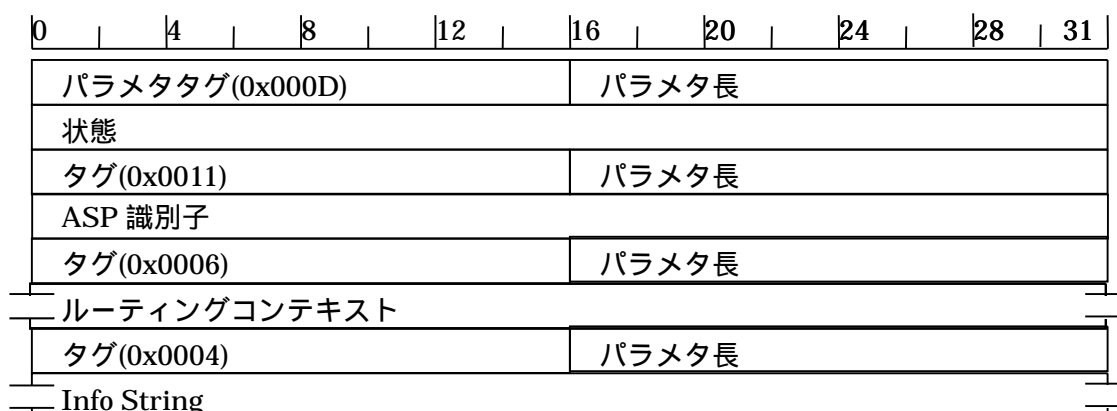 0 4 8 12 16 20 24 28 31
パラメタタグ(0x000D) パラメタ長
状態
タグ(0x0011) パラメタ長
ASP 識別子
タグ(0x0006) パラメタ長
ルーティングコンテキスト
タグ(0x0004) パラメタ長
Info String